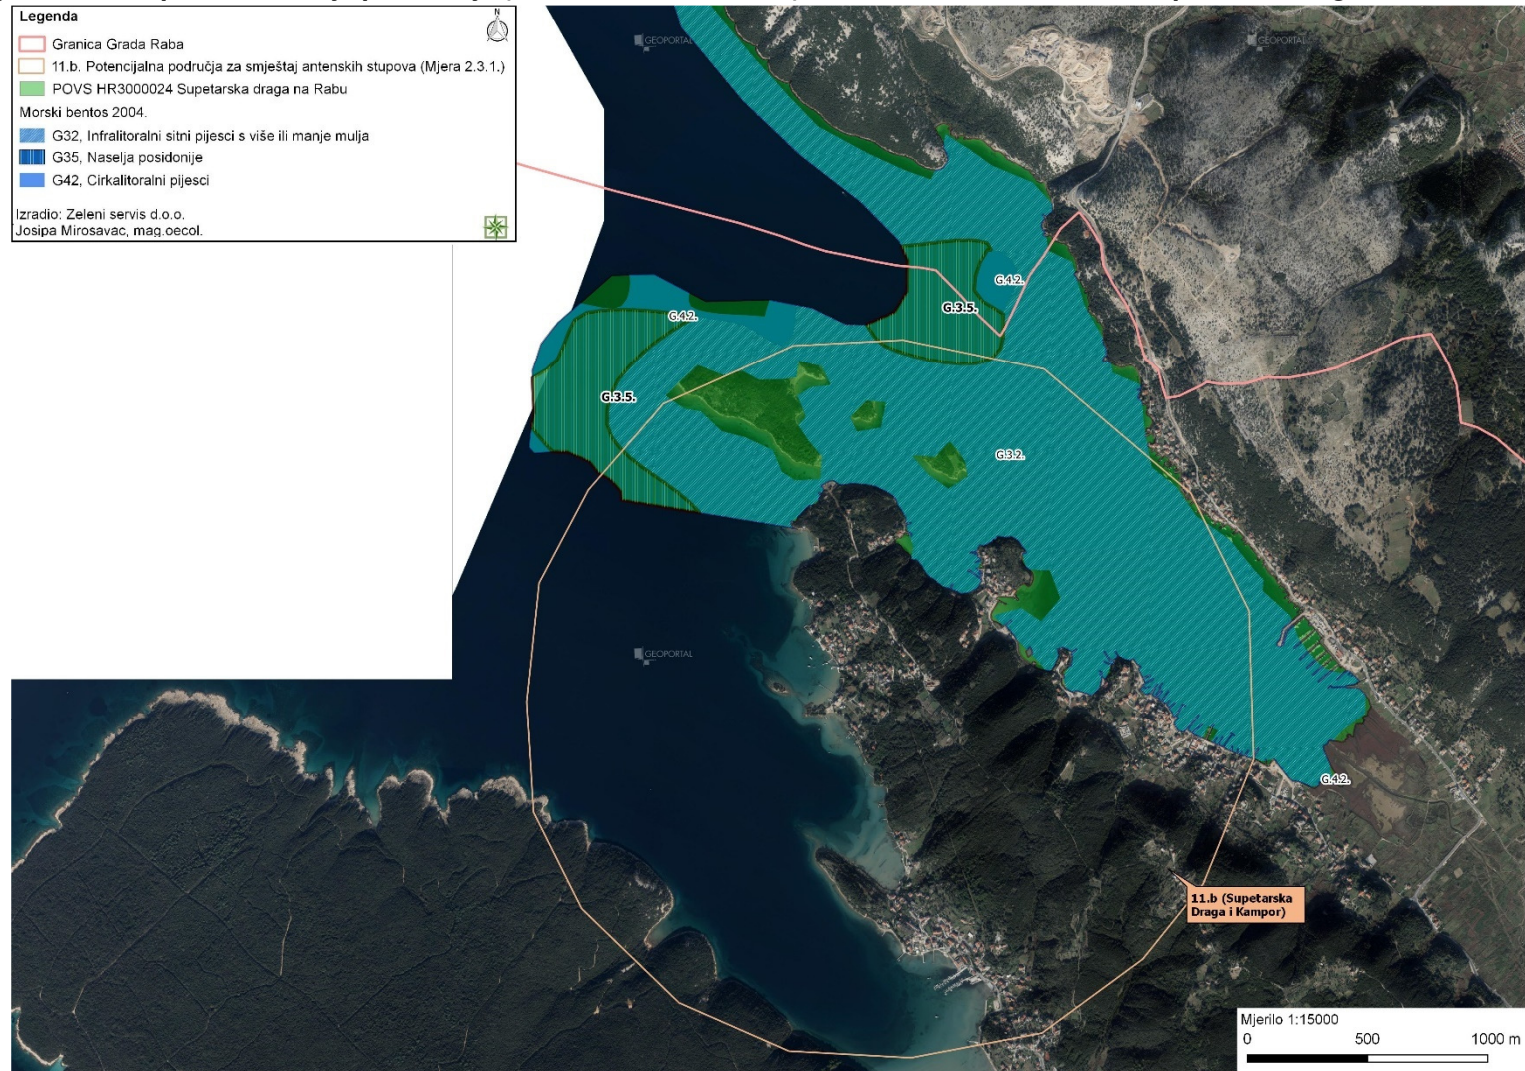 Legenda
Granica Grada Raba
11.b. Potencijalna područja za smještaj antenskih stupova (Mjera 2.3.1.)
POVS HR3000024 Supetarska draga na Rabu
Morski bentos 2004.
G32, Infralitoralni sitni pijesci s više ili manje mulja
G35, Naselja posidonije
G42, Cirkalitoralni pijesci
Izradio: Zeleni servis d.o.o.
Josipa Mirosavac, mag.oecol.
N
GEOPORTAL
GEOPORTAL
G.4.2.
G.3.5.
G.4.2.
G.3.5.
G.3.2.
GEOPORTAL
G.4.2.
11.b (Supetarska
Draga i Kampor)
Mjerilo 1:15000
0 500 1000 m